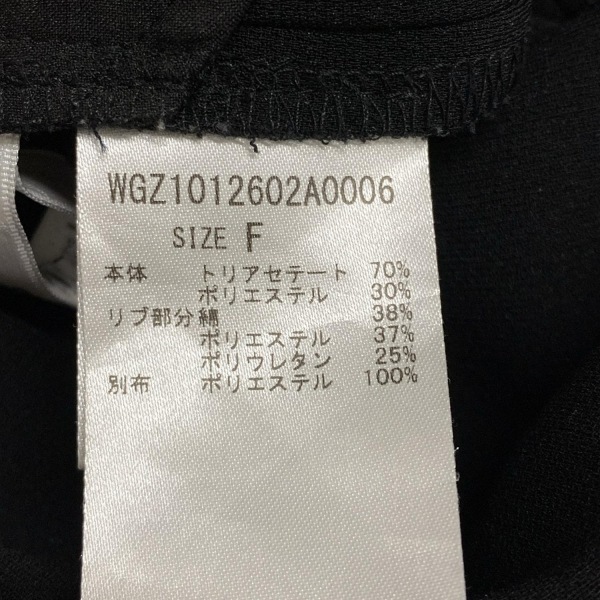 WGZ1012602A0006
SIZE F
本体 トリアセテート 70%
ポリエステル 30%
リブ部分綿 38%
ポリエステル 37%
ポリウレタン 25%
別布 ポリエステル 100%